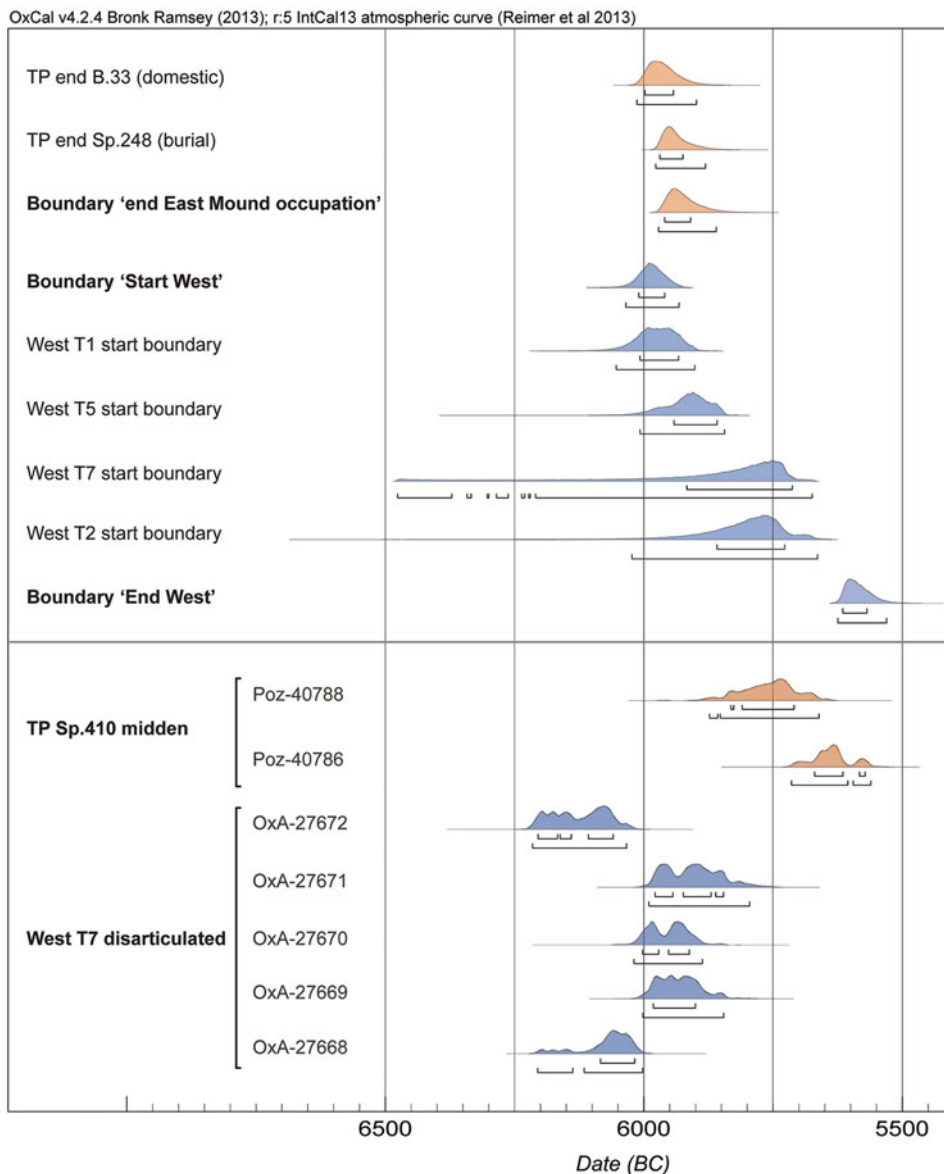 OxCal v4.2.4 Bronk Ramsey (2013); r:5 IntCal13 atmospheric curve (Reimer et al 2013)
TP end B.33 (domestic)
TP end Sp.248 (burial)
Boundary ‘end East Mound occupation’
Boundary ‘Start West’
West T1 start boundary
West T5 start boundary
West T7 start boundary
West T2 start boundary
Boundary ‘End West’
TP Sp.410 midden
Poz-40788
Poz-40786
West T7 disarticulated
OxA-27672
OxA-27671
OxA-27670
OxA-27669
OxA-27668
6500 6000 5500
Date (BC)